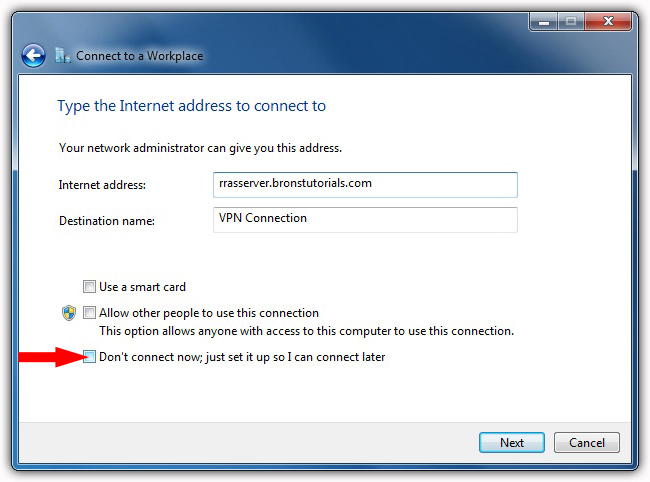 Connect to a Workplace
Type the Internet address to connect to
Your network administrator can give you this address.
Internet address:
rrasserver.bronstutorials.com
Destination name:
VPN Connection
Use a smart card
Allow other people to use this connection
This option allows anyone with access to this computer to use this connection.
Don't connect now; just set it up so I can connect later
Next
Cancel